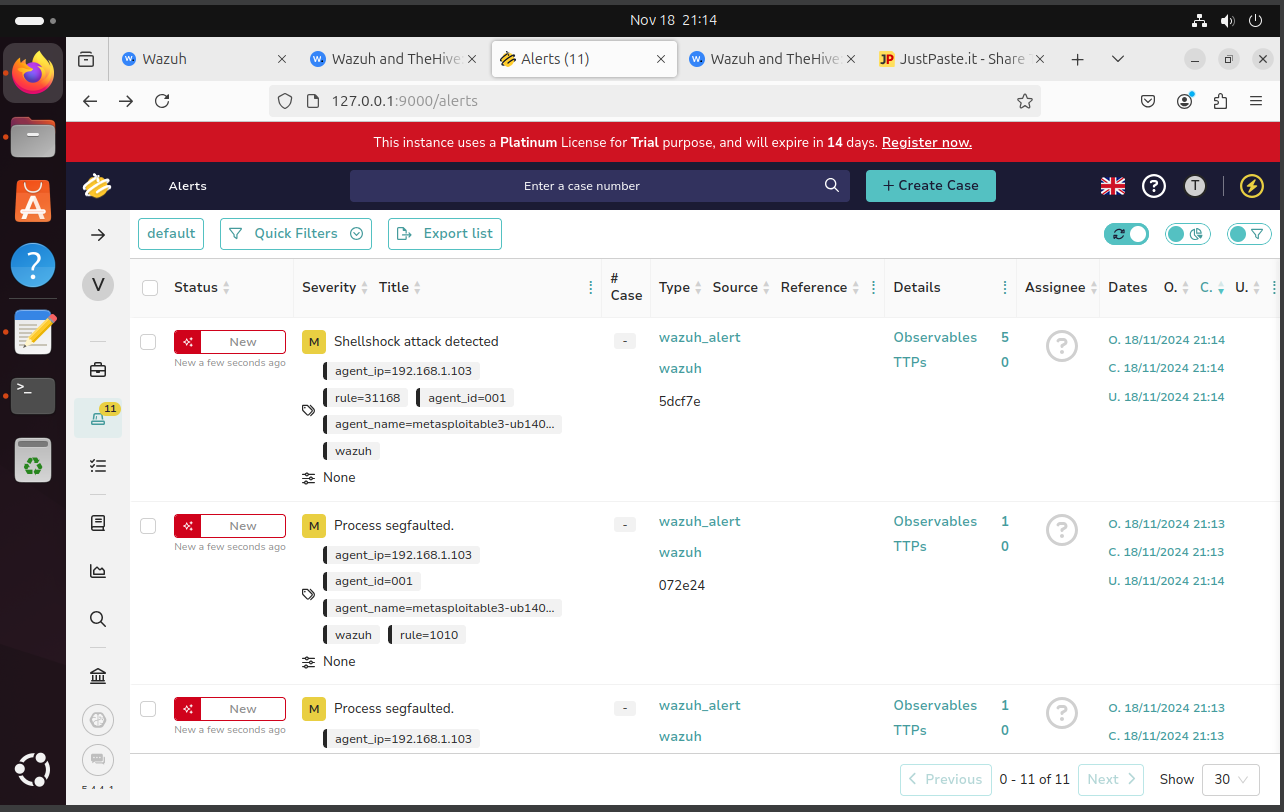 Nov 18 21:14
Wazuh
Wazuh and TheHive
Alerts (11)
Wazuh and TheHive
JustPaste.it - Share T
127.0.0.1:9000/alerts
This instance uses a Platinum License for Trial purpose, and will expire in 14 days. Register now.
Alerts
Enter a case number
+ Create Case
T
default
Quick Filters
Export list
V
11
Status
Severity
Title
# Case
Type
Source
Reference
Details
Assignee
Dates
O.
C.
U.
New
New a few seconds ago
M
Shellshock attack detected
agent_ip=192.168.1.103
rule=31168
agent_id=001
agent_name=metasploitable3-ub140...
wazuh
None
-
wazuh_alert
wazuh
5dcf7e
Observables 5
TTPs 0
?
O. 18/11/2024 21:14
C. 18/11/2024 21:14
U. 18/11/2024 21:14
New
New a few seconds ago
M
Process segfaulted.
agent_ip=192.168.1.103
agent_id=001
agent_name=metasploitable3-ub140...
wazuh
rule=1010
None
-
wazuh_alert
wazuh
072e24
Observables 1
TTPs 0
?
O. 18/11/2024 21:13
C. 18/11/2024 21:13
U. 18/11/2024 21:14
New
New a few seconds ago
M
Process segfaulted.
agent_ip=192.168.1.103
-
wazuh_alert
wazuh
Observables 1
TTPs 0
?
O. 18/11/2024 21:13
C. 18/11/2024 21:13
Previous
0 - 11 of 11
Next
Show
30